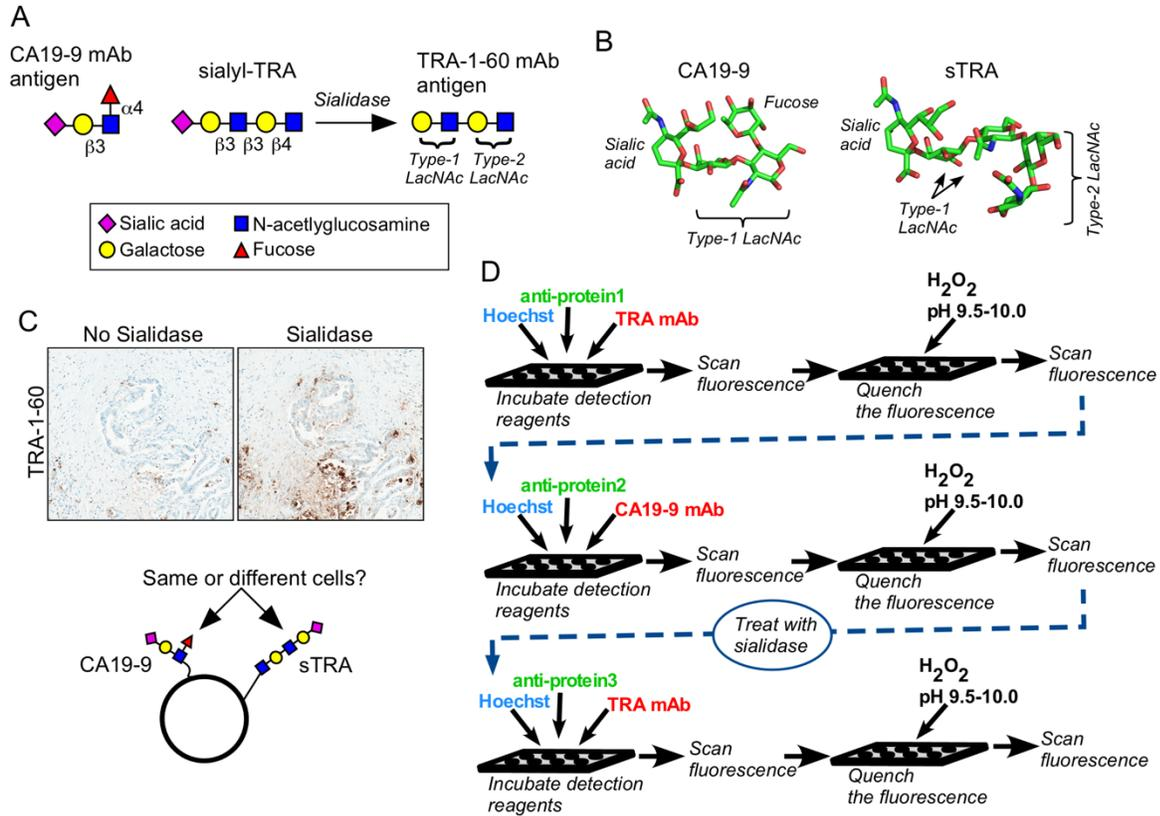 A
CA19-9 mAb
antigen
α4
β3
sialyl-TRA
β3 β3 β4
Sialidase
TRA-1-60 mAb
antigen
Type-1
LacNAc
Type-2
LacNAc
Sialic acid
N-acetlyglucosamine
Galactose
Fucose
B
CA19-9
Fucose
Sialic
acid
Type-1 LacNAc
sTRA
Sialic
acid
Type-1
LacNAc
Type-2 LacNAc
C
No Sialidase
Sialidase
TRA-1-60
Same or different cells?
CA19-9
sTRA
D
anti-protein1
Hoechst
TRA mAb
Incubate detection
reagents
Scan
fluorescence
H2O2
pH 9.5-10.0
Quench
the fluorescence
Scan
fluorescence
anti-protein2
Hoechst
CA19-9 mAb
Incubate detection
reagents
Scan
fluorescence
H2O2
pH 9.5-10.0
Quench
the fluorescence
Scan
fluorescence
Treat with
sialidase
anti-protein3
Hoechst
TRA mAb
Incubate detection
reagents
Scan
fluorescence
H2O2
pH 9.5-10.0
Quench
the fluorescence
Scan
fluorescence